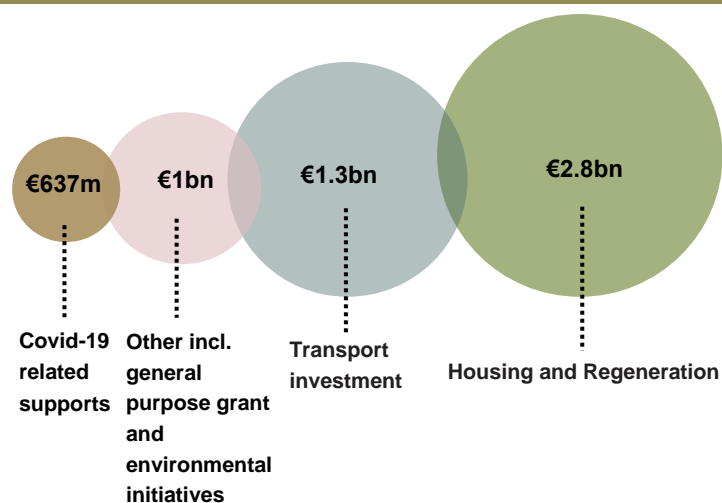 €637m
€1bn
€1.3bn
€2.8bn
Covid-19
related
supports
Other incl.
general
purpose grant
and
environmental
initiatives
Transport
investment
Housing and Regeneration